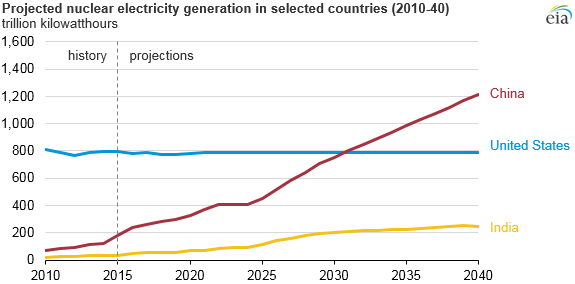 Projected nuclear electricity generation in selected countries (2010-40)
trillion kilowatthours
eia
1,600
history
projections
1,400
1,200
China
1,000
800
United States
600
400
200
India
0
2010
2015
2020
2025
2030
2035
2040